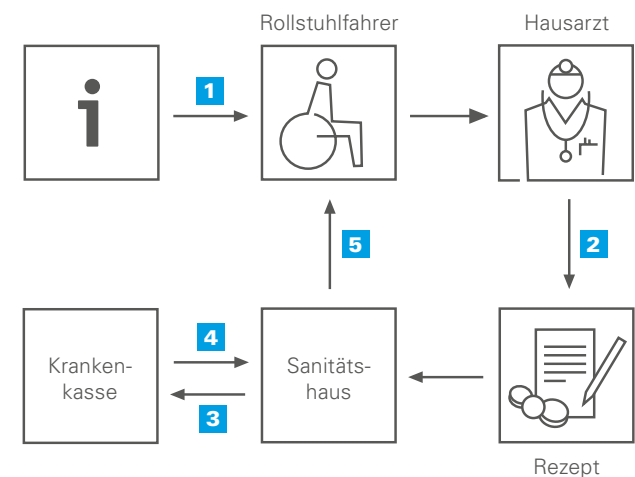 Rollstuhlfahrer
Hausarzt
i
1
5
2
Kranken-
kasse
4
3
Sanitäts-
haus
Rezept